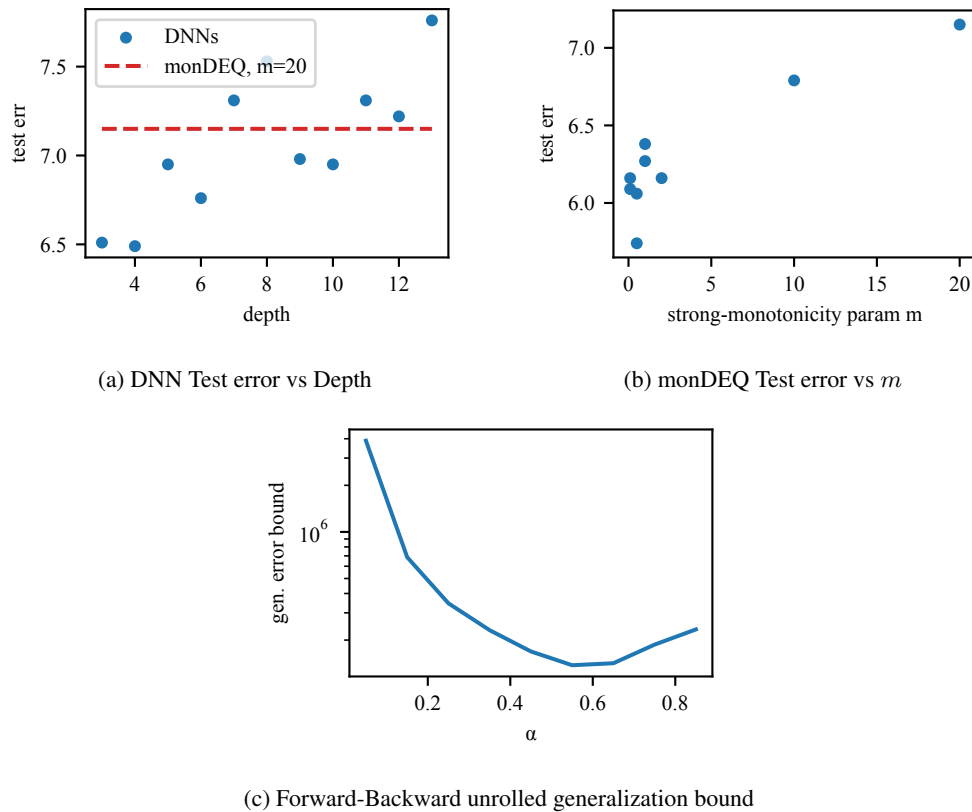 DNNs
monDEQ, m=20
7.5
7.0
6.5
test err
4 6 8 10 12
depth
(a) DNN Test error vs Depth
7.0
6.5
6.0
test err
0 5 10 15 20
strong-monotonicity param m
(b) monDEQ Test error vs m
10^6
gen. error bound
0.2 0.4 0.6 0.8
α
(c) Forward-Backward unrolled generalization bound